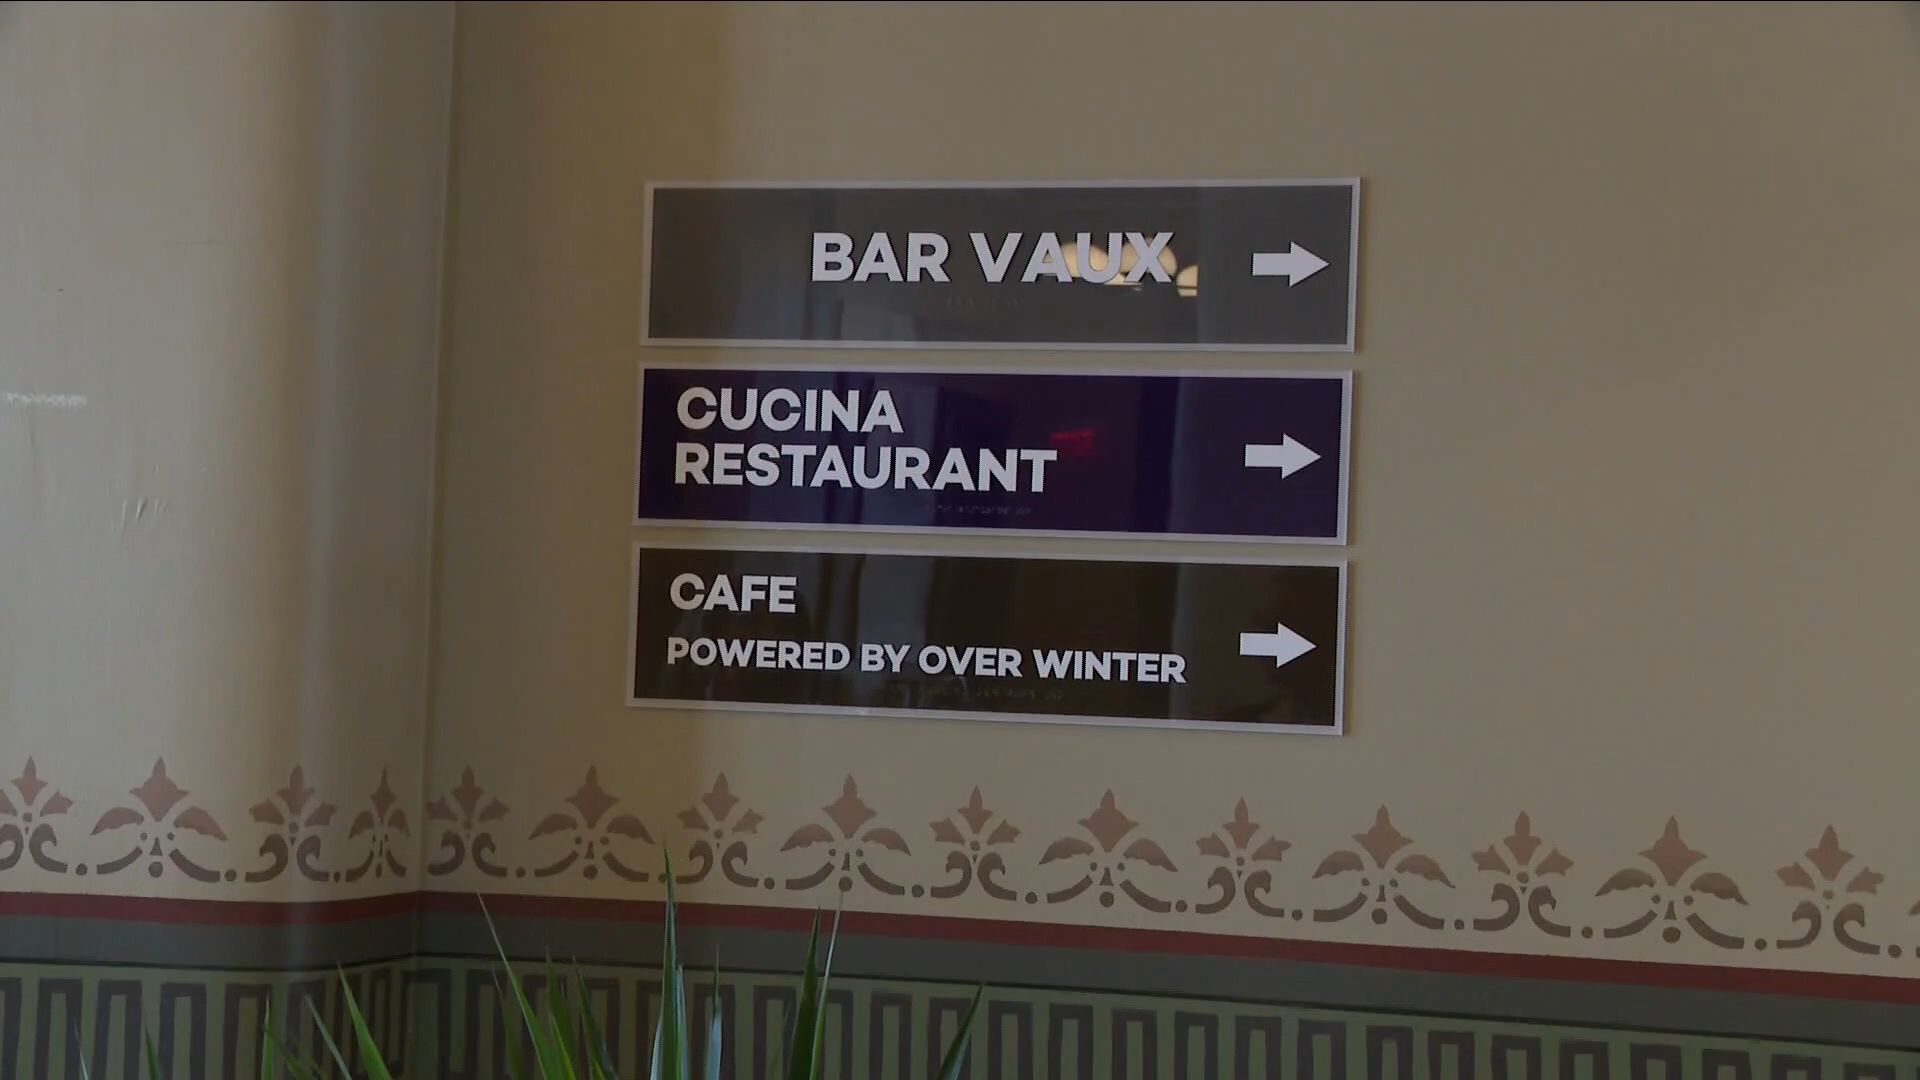 BAR VAUX
CUCINA
RESTAURANT
CAFE
POWERED BY OVER WINTER